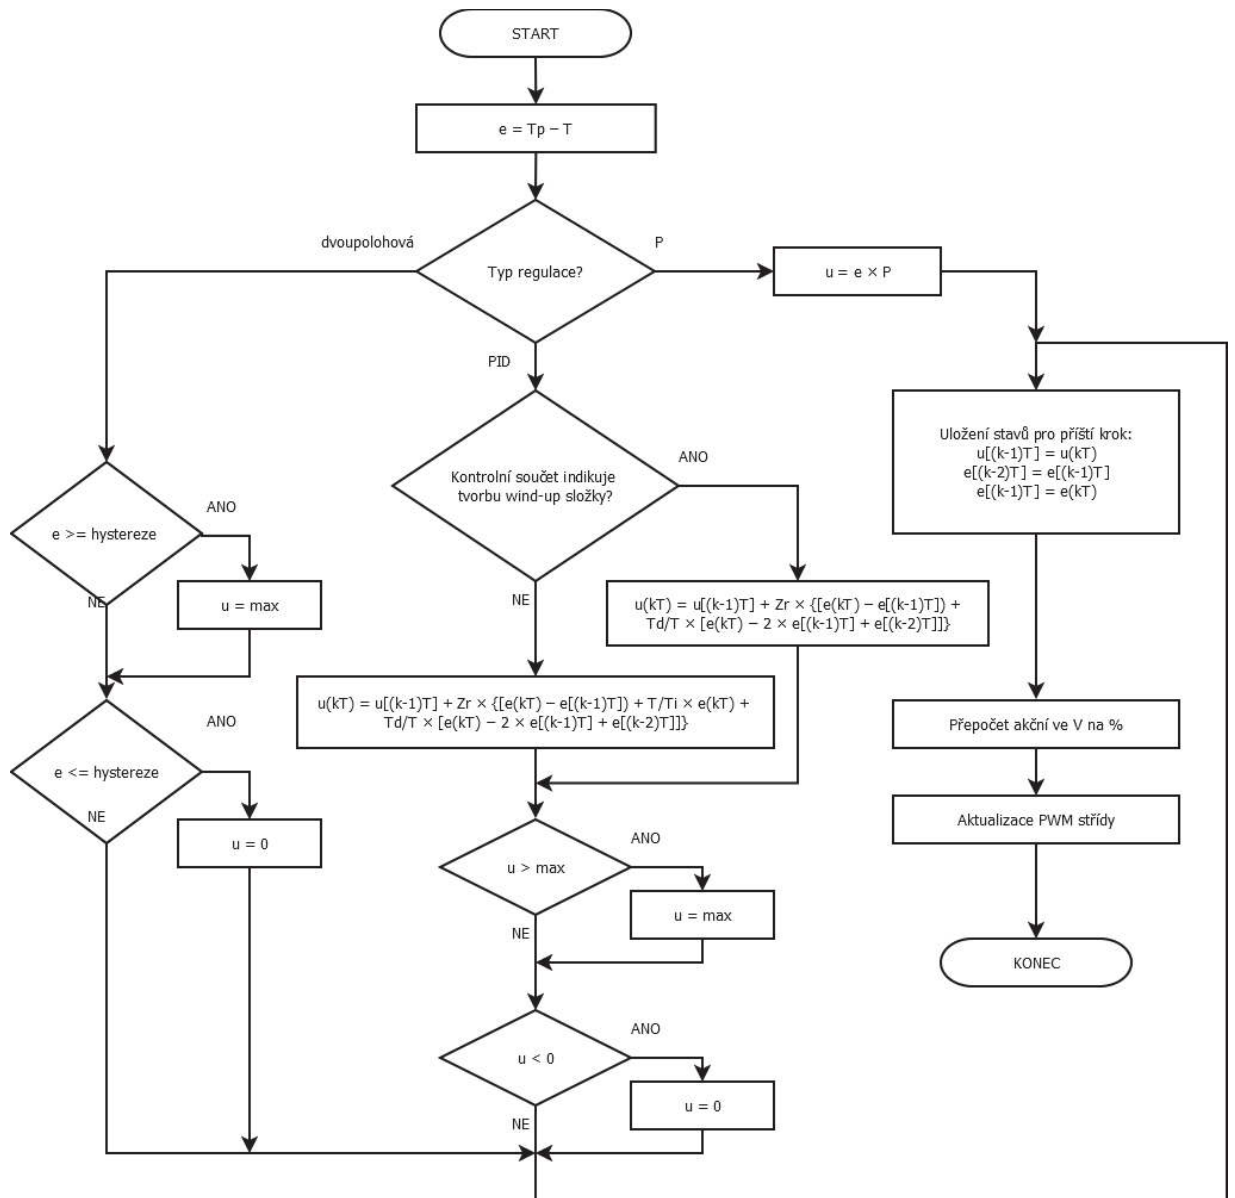 START
e = Tp − T
dvoupolohová
P
Typ regulace?
u = e × P
PID
Uložení stavů pro příští krok:
u[(k-1)T] = u(kT)
e[(k-2)T] = e[(k-1)T]
e[(k-1)T] = e(kT)
Kontrolní součet indikuje
tvorbu wind-up složky?
ANO
ANO
e >= hystereze
NE
u = max
NE
u(kT) = u[(k-1)T] + Zr × {[e(kT) − e[(k-1)T]) +
Td/T × [e(kT) − 2 × e[(k-1)T] + e[(k-2)T]]}
u(kT) = u[(k-1)T] + Zr × {[e(kT) − e[(k-1)T]) + T/Ti × e(kT) +
Td/T × [e(kT) − 2 × e[(k-1)T] + e[(k-2)T]]}
ANO
e <= hystereze
NE
u = 0
Přepočet akční ve V na %
Aktualizace PWM střídy
ANO
u > max
u = max
NE
KONEC
ANO
u < 0
u = 0
NE